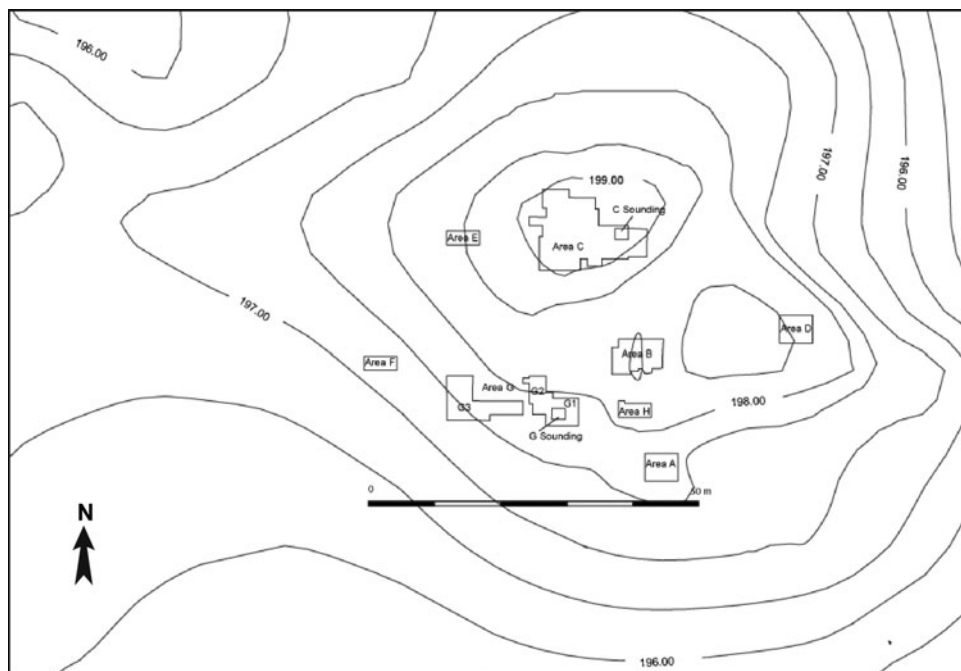 196.00
197.00
196.00
199.00
C Sounding
Area E
Area C
197.00
Area D
Area B
Area F
Area G
G2
G3
G1
198.00
Area H
G Sounding
Area A
0
50 m
N
196.00